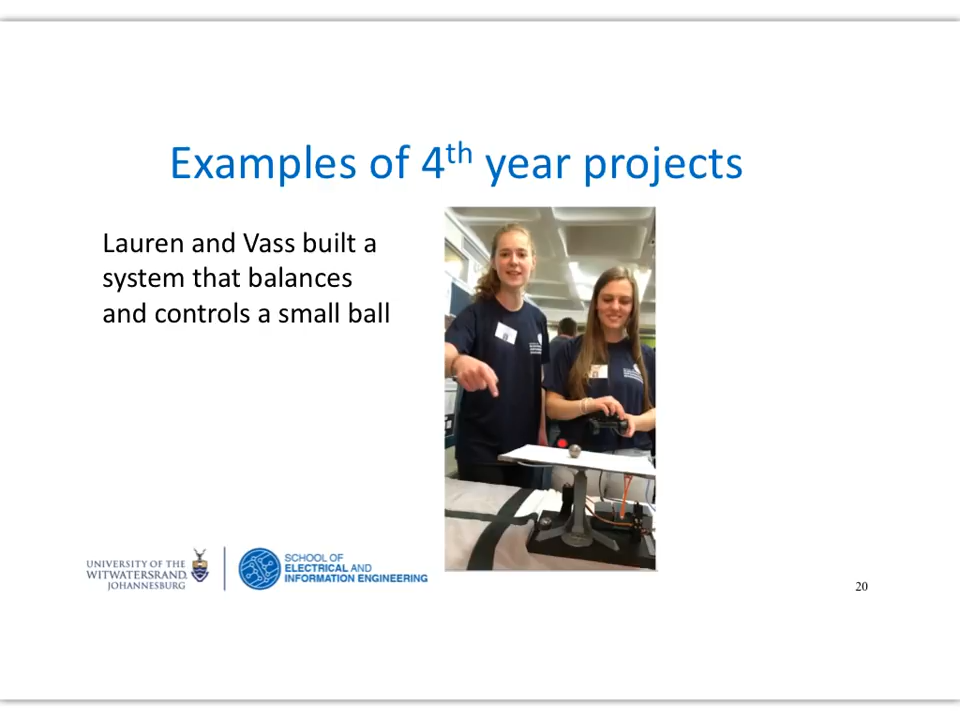 Examples of 4th year projects
Lauren and Vass built a
system that balances
and controls a small ball
UNIVERSITY OF THE
WITWATERSRAND,
JOHANNESBURG
SCHOOL OF
ELECTRICAL AND
INFORMATION ENGINEERING
20